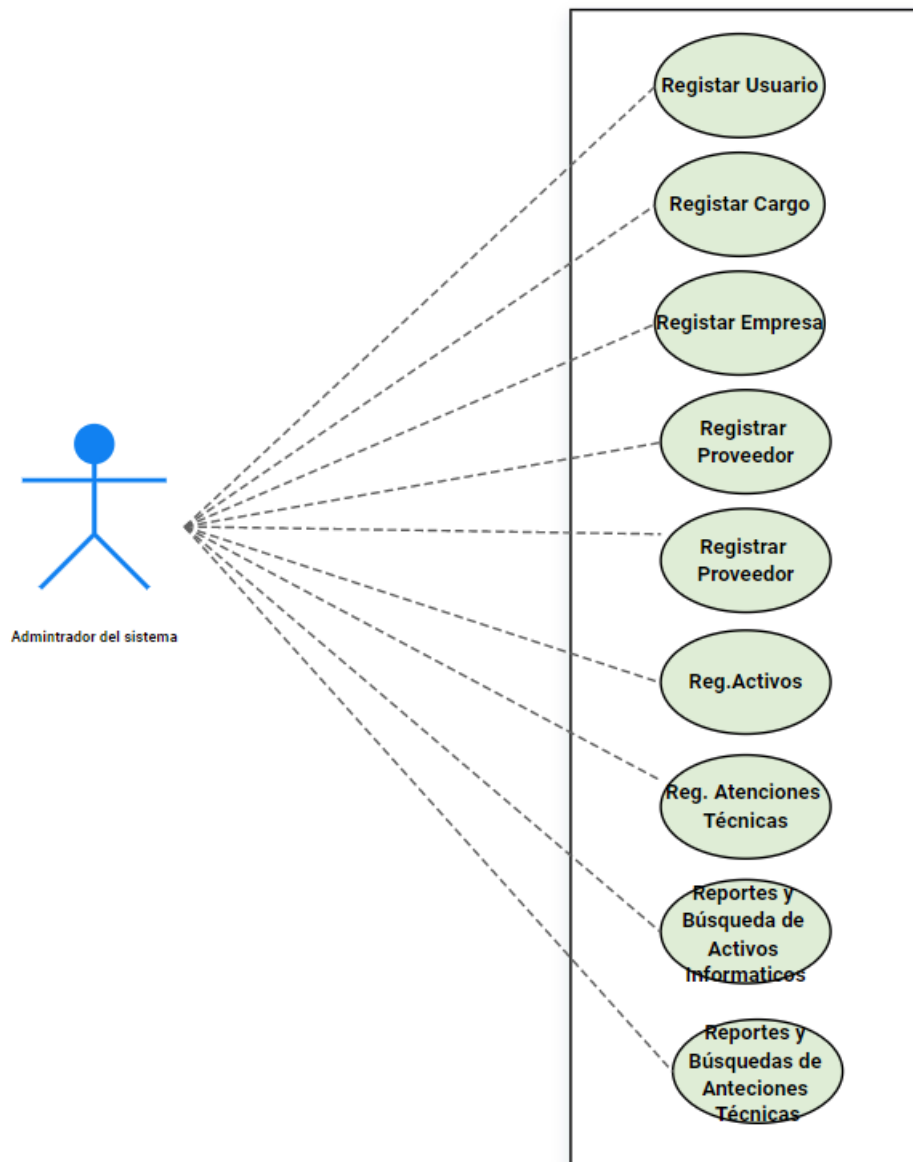 Registar Usuario
Registar Cargo
Registar Empresa
Registrar
Proveedor
Registrar
Proveedor
Admintrador del sistema
Reg.Activos
Reg. Atenciones
Técnicas
Reportes y
Búsqueda de
Activos
Informaticos
Reportes y
Búsquedas de
Anteciones
Técnicas